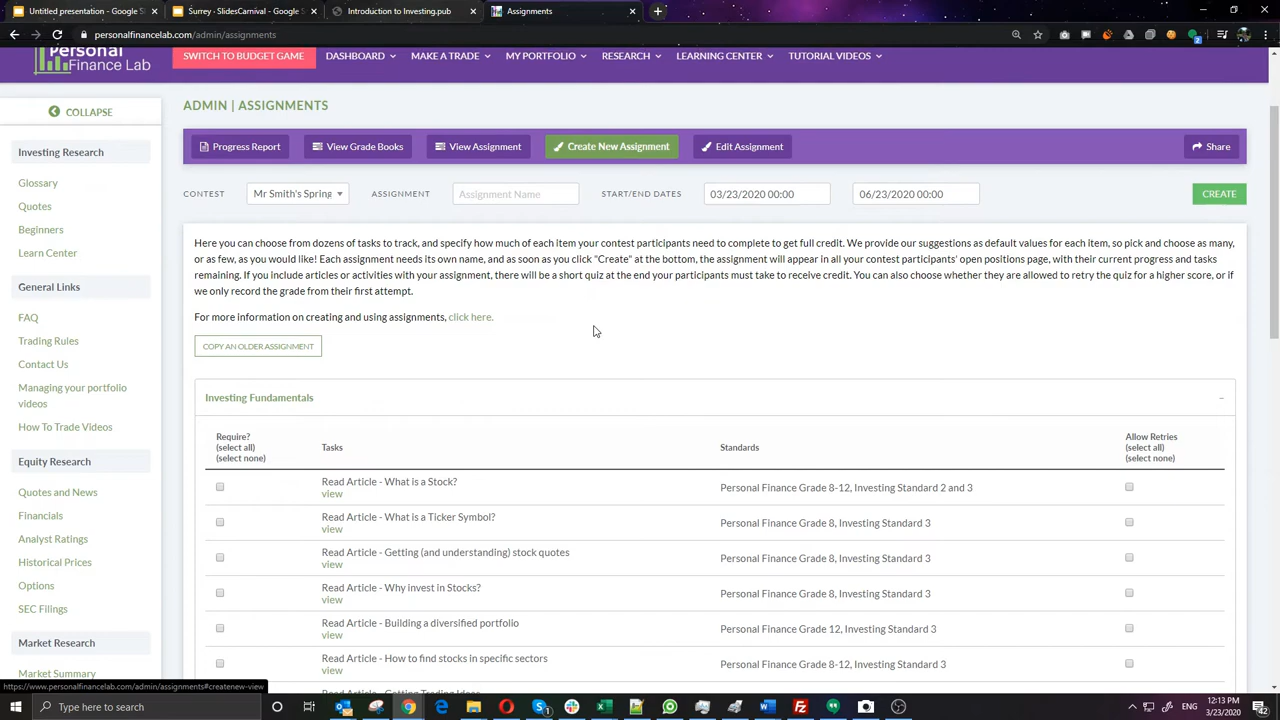 Untitled presentation - Google S
Surrey · SlidesCarnival
Introduction to Investing.pub
Assignments
personalfinancelab.com/admin/assignments
Personal
Finance Lab
SWITCH TO BUDGET GAME
DASHBOARD
MAKE A TRADE
MY PORTFOLIO
RESEARCH
LEARNING CENTER
TUTORIAL VIDEOS
COLLAPSE
Investing Research
Glossary
Quotes
Beginners
Learn Center
General Links
FAQ
Trading Rules
Contact Us
Managing your portfolio
videos
How To Trade Videos
Equity Research
Quotes and News
Financials
Analyst Ratings
Historical Prices
Options
SEC Filings
Market Research
Market Summary
ADMIN | ASSIGNMENTS
Progress Report
View Grade Books
View Assignment
Create New Assignment
Edit Assignment
Share
CONTEST
Mr Smith's Spring
ASSIGNMENT
Assignment Name
START/END DATES
03/23/2020 00:00
06/23/2020 00:00
CREATE
Here you can choose from dozens of tasks to track, and specify how much of each item your contest participants need to complete to get full credit. We provide our suggestions as default values for each item, so pick and choose as many,
or as few, as you wish! Each assignment needs its own name, and as soon as you click "Create" at the bottom, the assignment will appear in all your contest participants' open positions page, with their current progress and tasks
remaining. If you include articles or activities with your assignment, there will be a short quiz at the end your participants must take to receive credit. You can also choose whether they are allowed to retry the quiz for a higher score, or if
we only record the grade from their first attempt.
For more information on creating and using assignments, click here.
COPY AN OLDER ASSIGNMENT
Investing Fundamentals
Require?
(select all)
(select none)
Tasks
Standards
Allow Retries
(select all)
(select none)
Read Article - What is a Stock?
view
Personal Finance Grade 8-12, Investing Standard 2 and 3
Read Article - What is a Ticker Symbol?
view
Personal Finance Grade 8, Investing Standard 3
Read Article - Getting (and understanding) stock quotes
view
Personal Finance Grade 8, Investing Standard 3
Read Article - Why invest in Stocks?
view
Personal Finance Grade 8, Investing Standard 3
Read Article - Building a diversified portfolio
view
Personal Finance Grade 12, Investing Standard 3
Read Article - How to find stocks in specific sectors
view
Personal Finance Grade 8-12, Investing Standard 3
Read Article - Getting Trading Ideas
https://www.personalfinancelab.com/admin/assignments#createnew-view
Type here to search
12:13 PM
3/23/2020